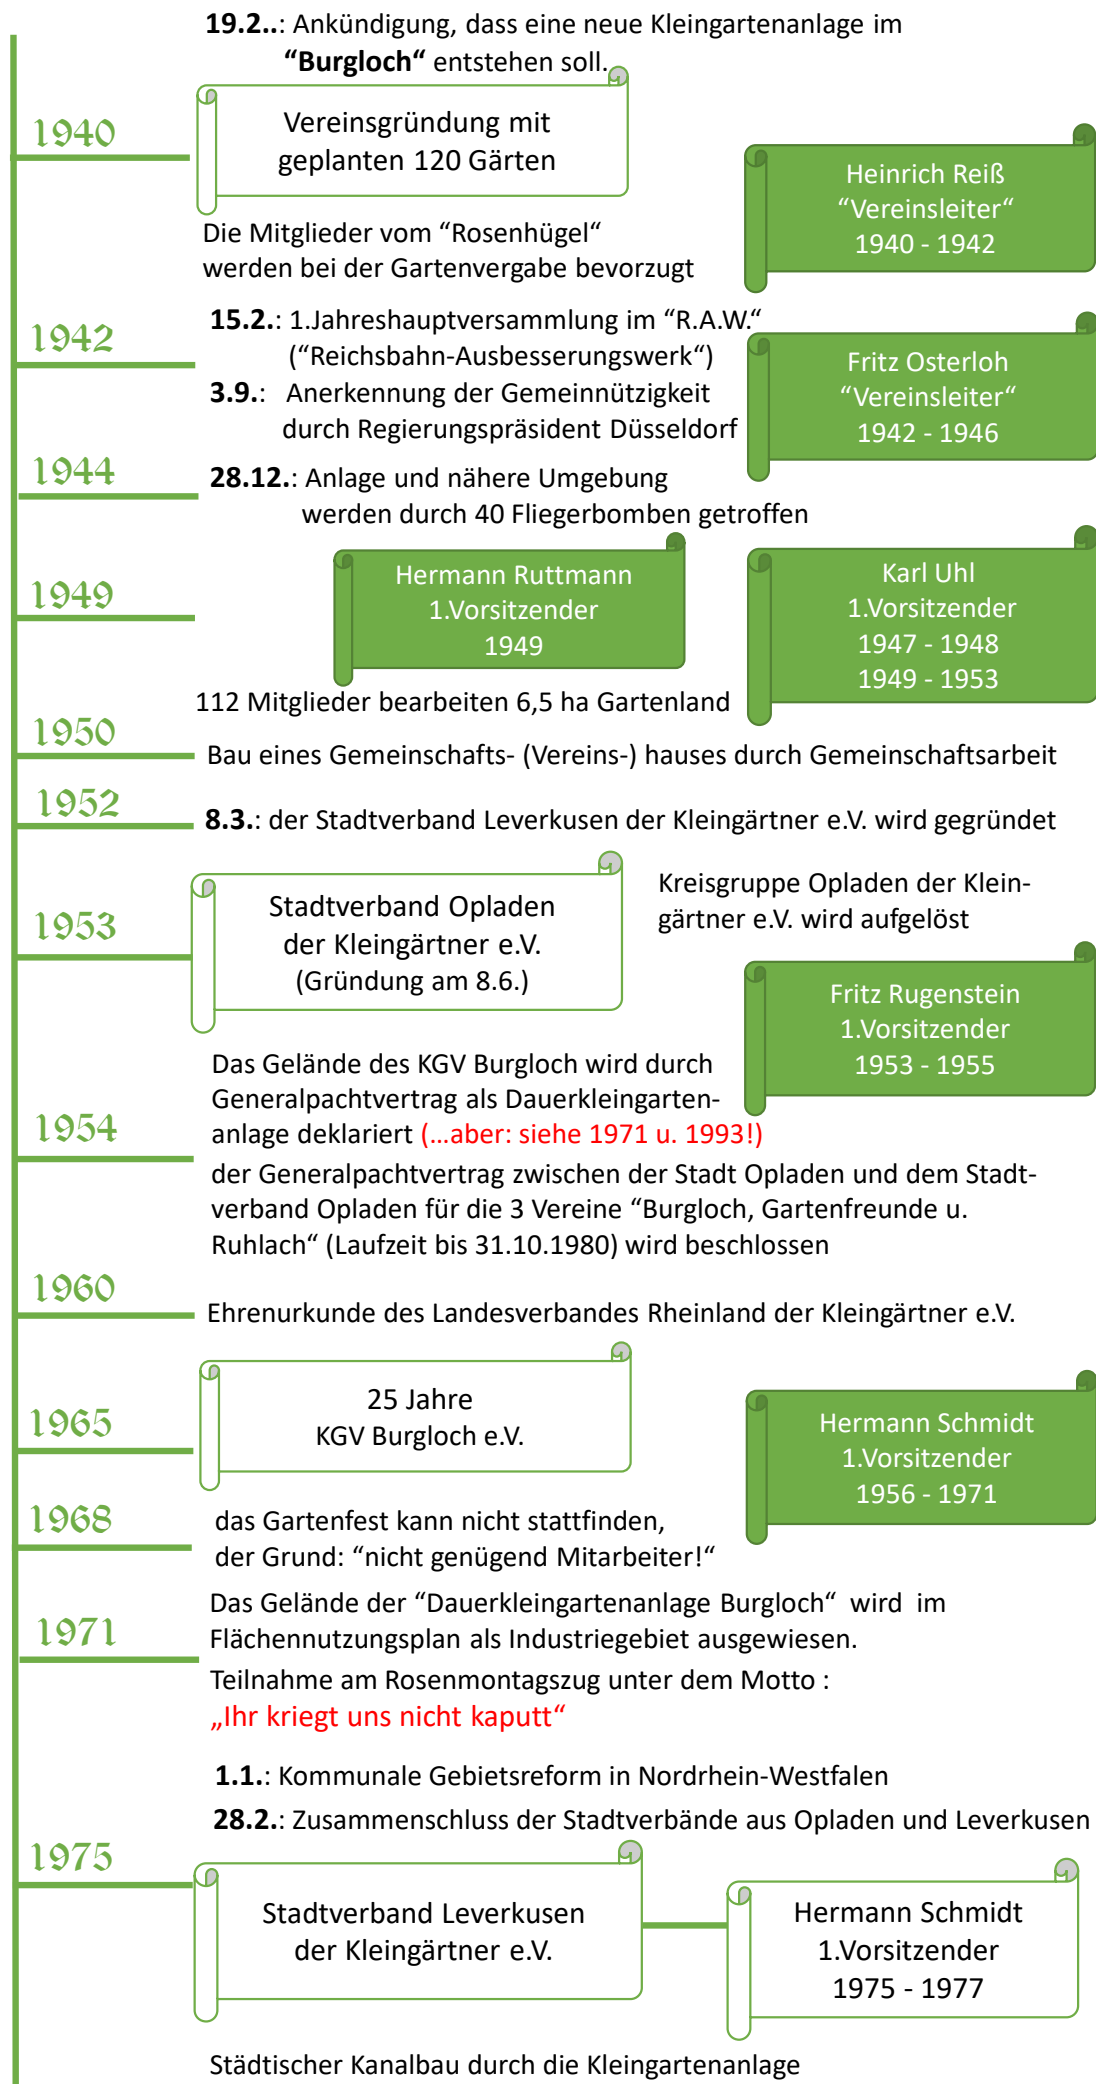 19.2..: Ankündigung, dass eine neue Kleingartenanlage im
“Burgloch“ entstehen soll.
1940
Vereinsgründung mit
geplanten 120 Gärten
Heinrich Reiß
“Vereinsleiter“
1940 - 1942
Die Mitglieder vom “Rosenhügel“
werden bei der Gartenvergabe bevorzugt
1942
15.2.: 1.Jahreshauptversammlung im “R.A.W.“
(“Reichsbahn-Ausbesserungswerk“)
3.9.: Anerkennung der Gemeinnützigkeit
durch Regierungspräsident Düsseldorf
Fritz Osterloh
“Vereinsleiter“
1942 - 1946
1944
28.12.: Anlage und nähere Umgebung
werden durch 40 Fliegerbomben getroffen
1949
Hermann Ruttmann
1.Vorsitzender
1949
Karl Uhl
1.Vorsitzender
1947 - 1948
1949 - 1953
112 Mitglieder bearbeiten 6,5 ha Gartenland
1950
Bau eines Gemeinschafts- (Vereins-) hauses durch Gemeinschaftsarbeit
1952
8.3.: der Stadtverband Leverkusen der Kleingärtner e.V. wird gegründet
1953
Stadtverband Opladen
der Kleingärtner e.V.
(Gründung am 8.6.)
Kreisgruppe Opladen der Klein-
gärtner e.V. wird aufgelöst
Fritz Rugenstein
1.Vorsitzender
1953 - 1955
1954
Das Gelände des KGV Burgloch wird durch
Generalpachtvertrag als Dauerkleingarten-
anlage deklariert (...aber: siehe 1971 u. 1993!)
der Generalpachtvertrag zwischen der Stadt Opladen und dem Stadt-
verband Opladen für die 3 Vereine “Burgloch, Gartenfreunde u.
Ruhlach“ (Laufzeit bis 31.10.1980) wird beschlossen
1960
Ehrenurkunde des Landesverbandes Rheinland der Kleingärtner e.V.
1965
25 Jahre
KGV Burgloch e.V.
Hermann Schmidt
1.Vorsitzender
1956 - 1971
1968
das Gartenfest kann nicht stattfinden,
der Grund: “nicht genügend Mitarbeiter!“
1971
Das Gelände der “Dauerkleingartenanlage Burgloch“ wird im
Flächennutzungsplan als Industriegebiet ausgewiesen.
Teilnahme am Rosenmontagszug unter dem Motto :
„Ihr kriegt uns nicht kaputt“
1.1.: Kommunale Gebietsreform in Nordrhein-Westfalen
28.2.: Zusammenschluss der Stadtverbände aus Opladen und Leverkusen
1975
Stadtverband Leverkusen
der Kleingärtner e.V.
Hermann Schmidt
1.Vorsitzender
1975 - 1977
Städtischer Kanalbau durch die Kleingartenanlage